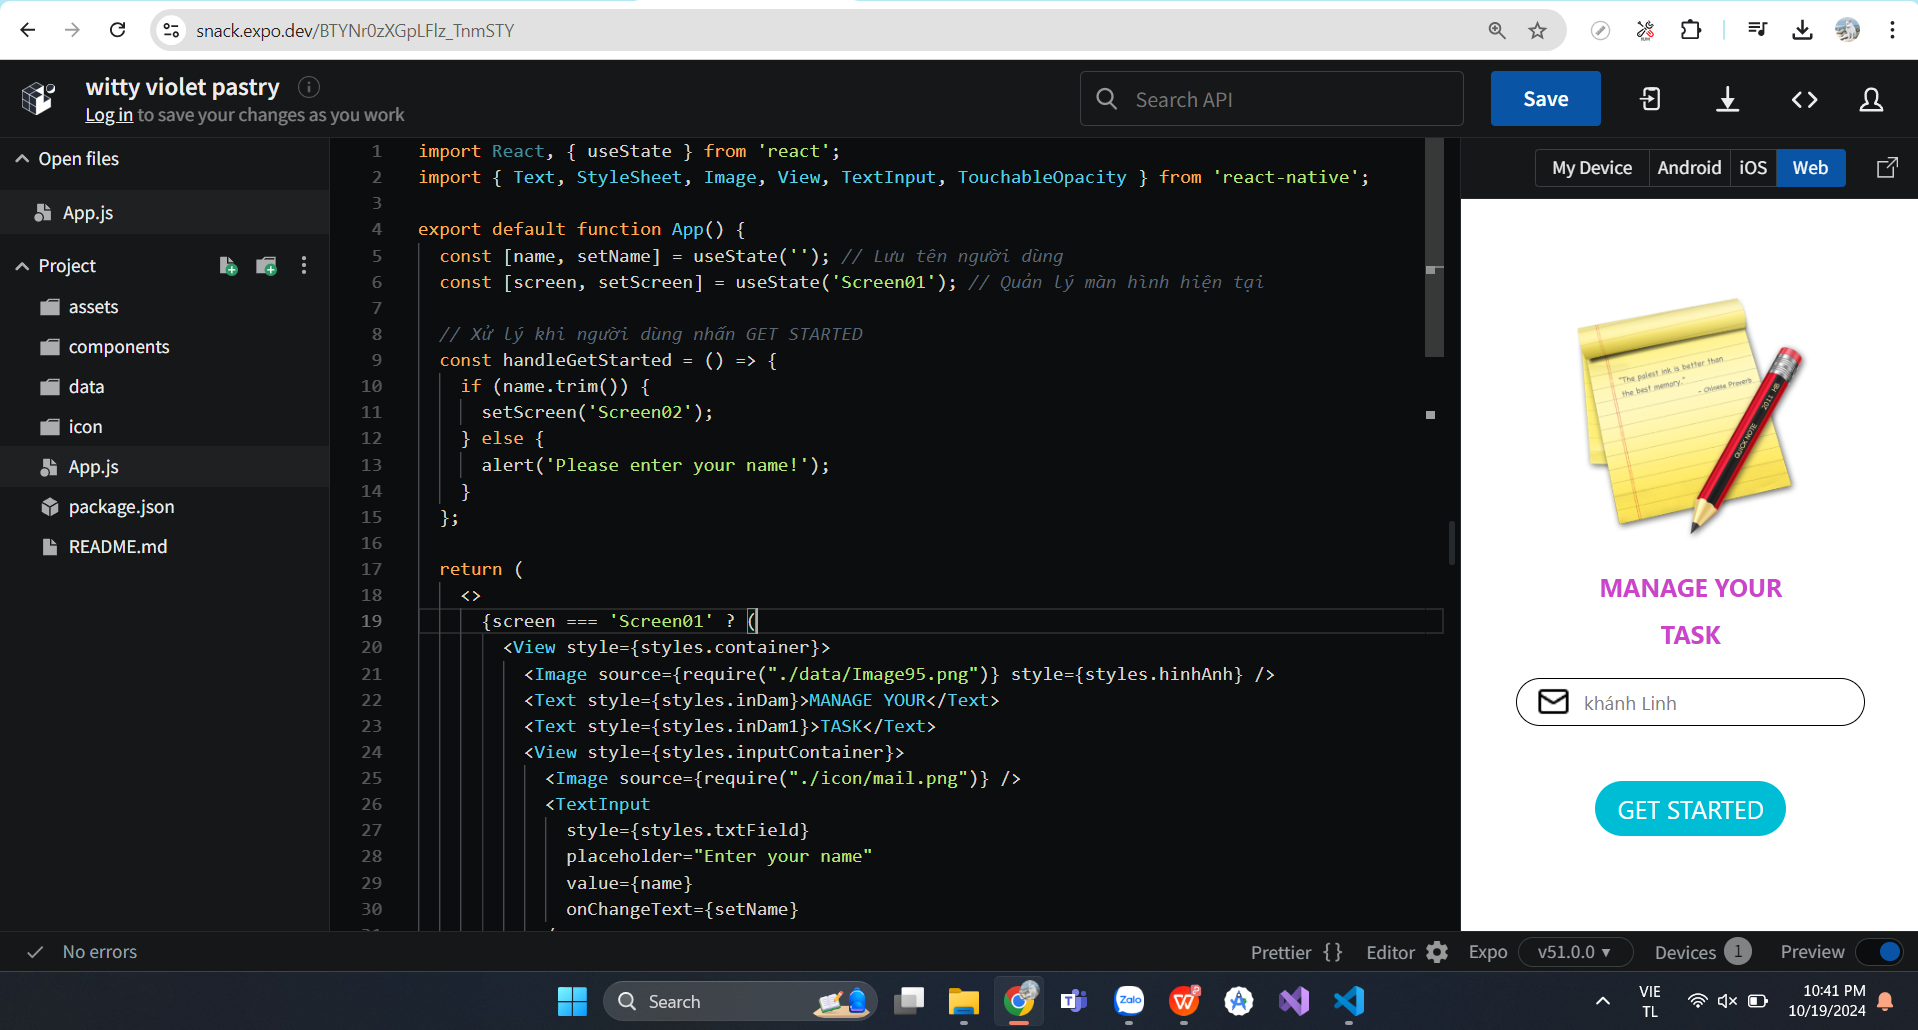 snack.expo.dev/BTYNr0zXGpLFlz_TnmSTY
witty violet pastry
Log in to save your changes as you work
Search API
Save
Open files
App.js
Project
assets
components
data
icon
App.js
package.json
README.md
1 import React, { useState } from 'react';
2 import { Text, StyleSheet, Image, View, TextInput, TouchableOpacity } from 'react-native';
3
4 export default function App() {
5 const [name, setName] = useState(''); // Lưu tên người dùng
6 const [screen, setScreen] = useState('Screen01'); // Quản lý màn hình hiện tại
7
8 // Xử lý khi người dùng nhấn GET STARTED
9 const handleGetStarted = () => {
10 if (name.trim()) {
11 setScreen('Screen02');
12 } else {
13 alert('Please enter your name!');
14 }
15 };
16
17 return (
18 <>
19 {screen === 'Screen01' ? (
20 <View style={styles.container}>
21 <Image source={require("./data/Image95.png")} style={styles.hinhAnh} />
22 <Text style={styles.inDam}>MANAGE YOUR</Text>
23 <Text style={styles.inDam1}>TASK</Text>
24 <View style={styles.inputContainer}>
25 <Image source={require("./icon/mail.png")} />
26 <TextInput
27 style={styles.txtField}
28 placeholder="Enter your name"
29 value={name}
30 onChangeText={setName}
My Device Android iOS Web
"The palest ink is better than
the best memory."
- Chinese Proverb
2011 HB
QUICK NOTE
MANAGE YOUR
TASK
khánh Linh
GET STARTED
No errors
Prettier {} Editor Expo v51.0.0 Devices 1 Preview
Search
Zalo
VIE
TL
10:41 PM
10/19/2024